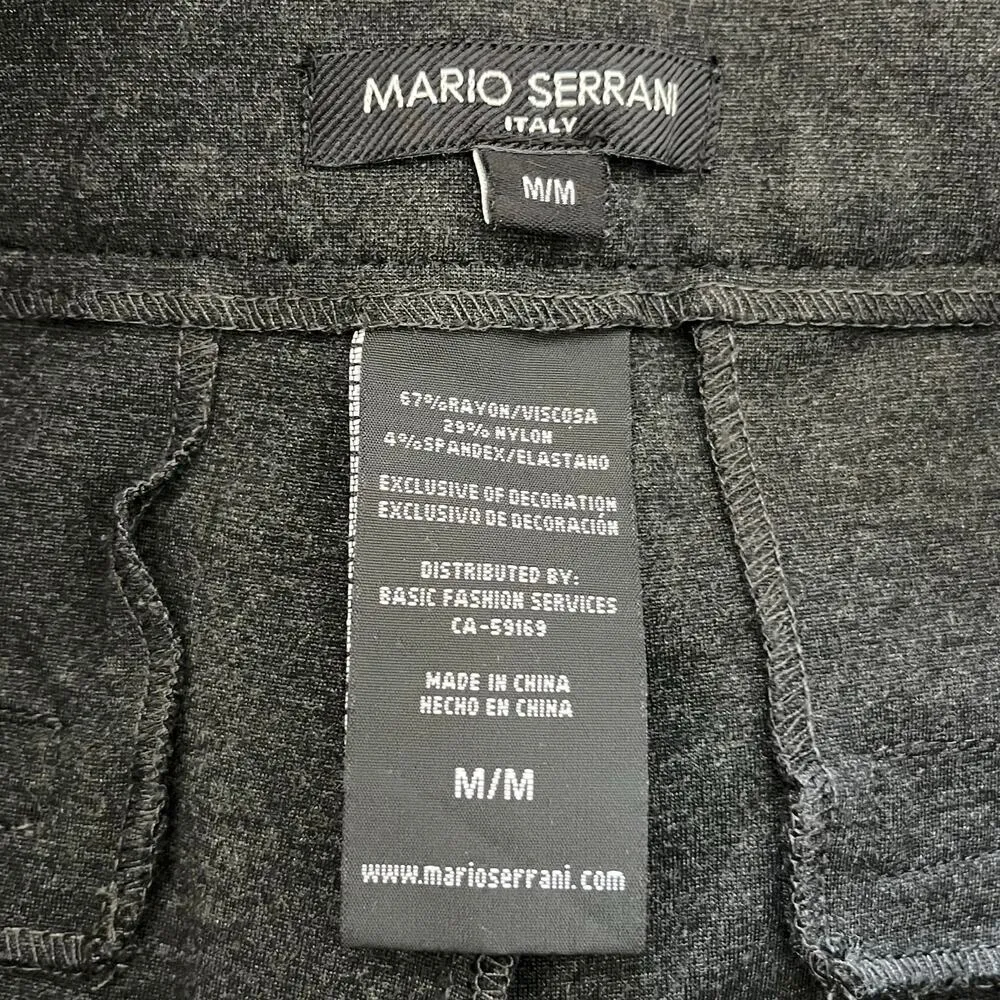 MARIO SERRANI
ITALY
M/M
67%RAYON/VISCOSA
29% NYLON
4%SPANDEX/ELASTANO
EXCLUSIVE OF DECORATION
EXCLUSIVO DE DECORACIÓN
DISTRIBUTED BY:
BASIC FASHION SERVICES
CA-59169
MADE IN CHINA
HECHO EN CHINA
M/M
www.marioserrani.com